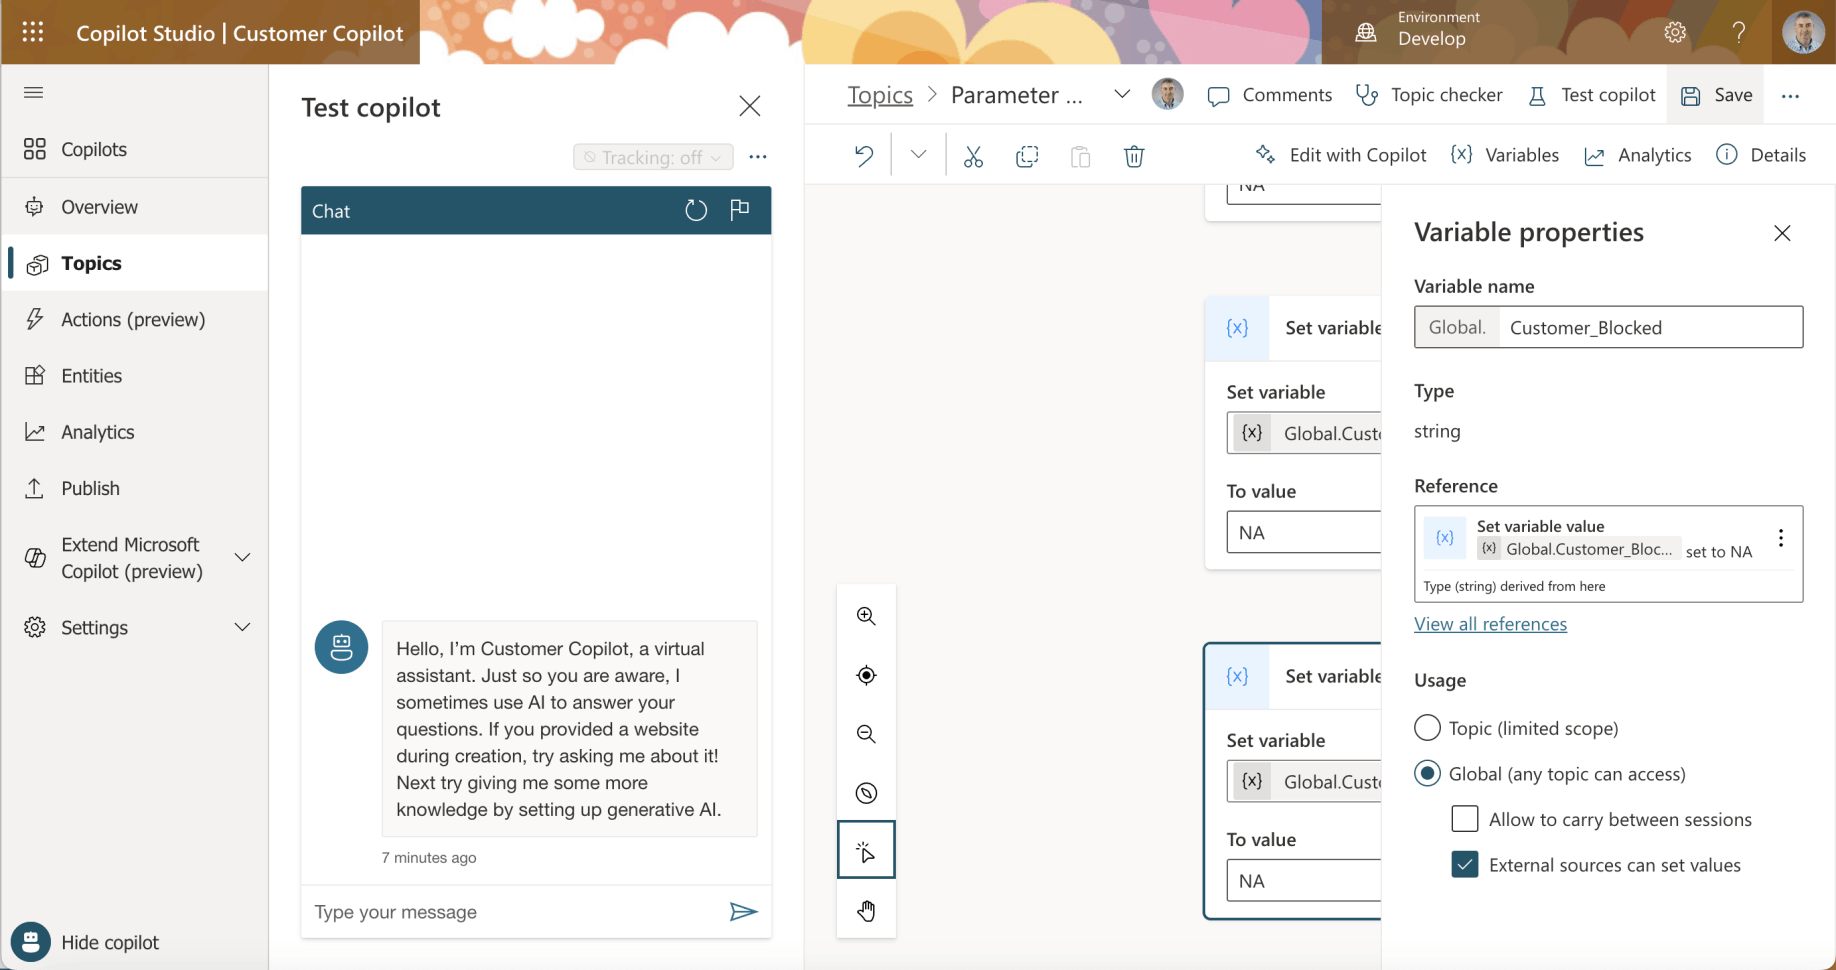 Copilot Studio | Customer Copilot
Environment
Develop
?
Copilots
Overview
Topics
Actions (preview)
Entities
Analytics
Publish
Extend Microsoft
Copilot (preview)
Settings
Hide copilot
Test copilot
Tracking: off
Chat
Hello, I’m Customer Copilot, a virtual
assistant. Just so you are aware, I
sometimes use AI to answer your
questions. If you provided a website
during creation, try asking me about it!
Next try giving me some more
knowledge by setting up generative AI.
7 minutes ago
Type your message
Topics > Parameter ...
Comments
Topic checker
Test copilot
Save
Edit with Copilot
{x} Variables
Analytics
Details
NA
{x} Set variable
Set variable
{x} Global.Custo
To value
NA
{x} Set variable
Set variable
{x} Global.Custo
To value
NA
Variable properties
Variable name
Global. Customer_Blocked
Type
string
Reference
{x} Set variable value
{x} Global.Customer_Bloc... set to NA
Type (string) derived from here
View all references
Usage
Topic (limited scope)
Global (any topic can access)
Allow to carry between sessions
External sources can set values